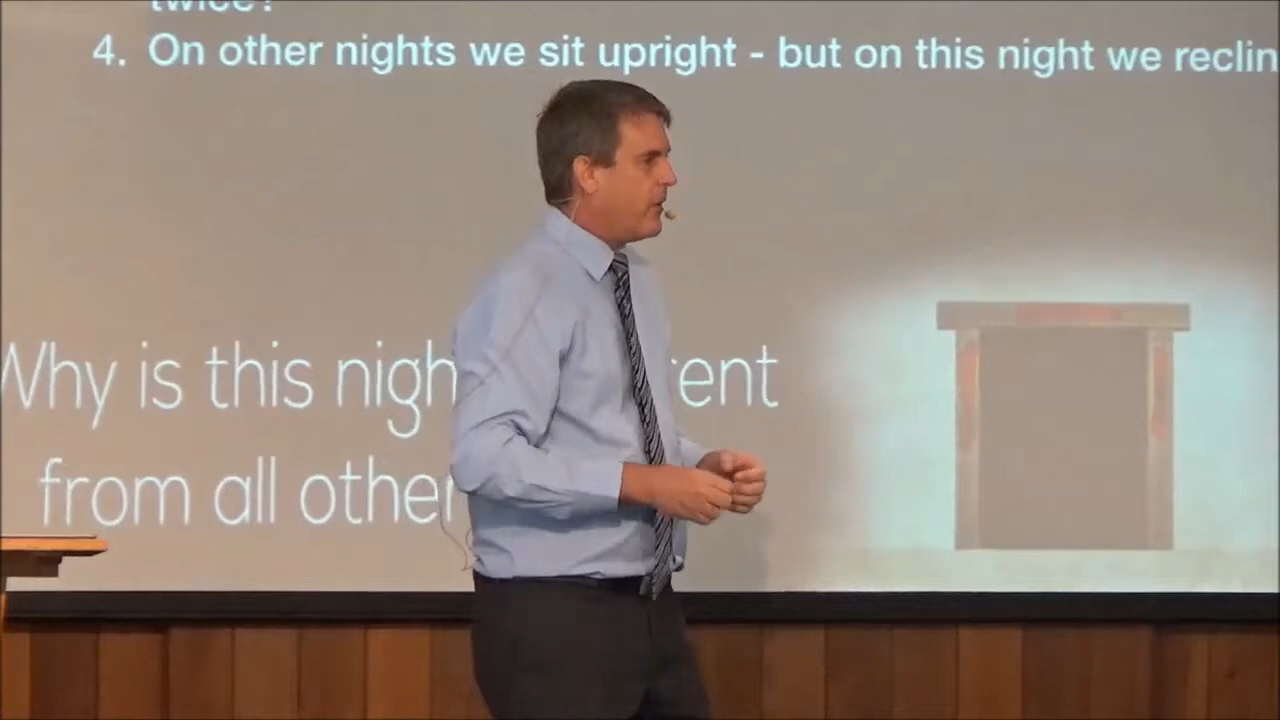 twice?
4. On other nights we sit upright - but on this night we reclin
Why is this nigh rent
from all other